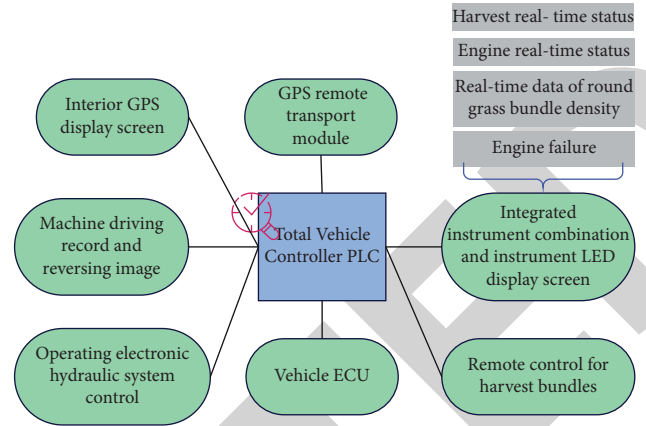 Harvest real- time status
Engine real-time status
Real-time data of round
grass bundle density
Engine failure
Interior GPS
display screen
GPS remote
transport
module
Machine driving
record and
reversing image
Total Vehicle
Controller PLC
Integrated
instrument combination
and instrument LED
display screen
Operating electronic
hydraulic system
control
Vehicle ECU
Remote control for
harvest bundles